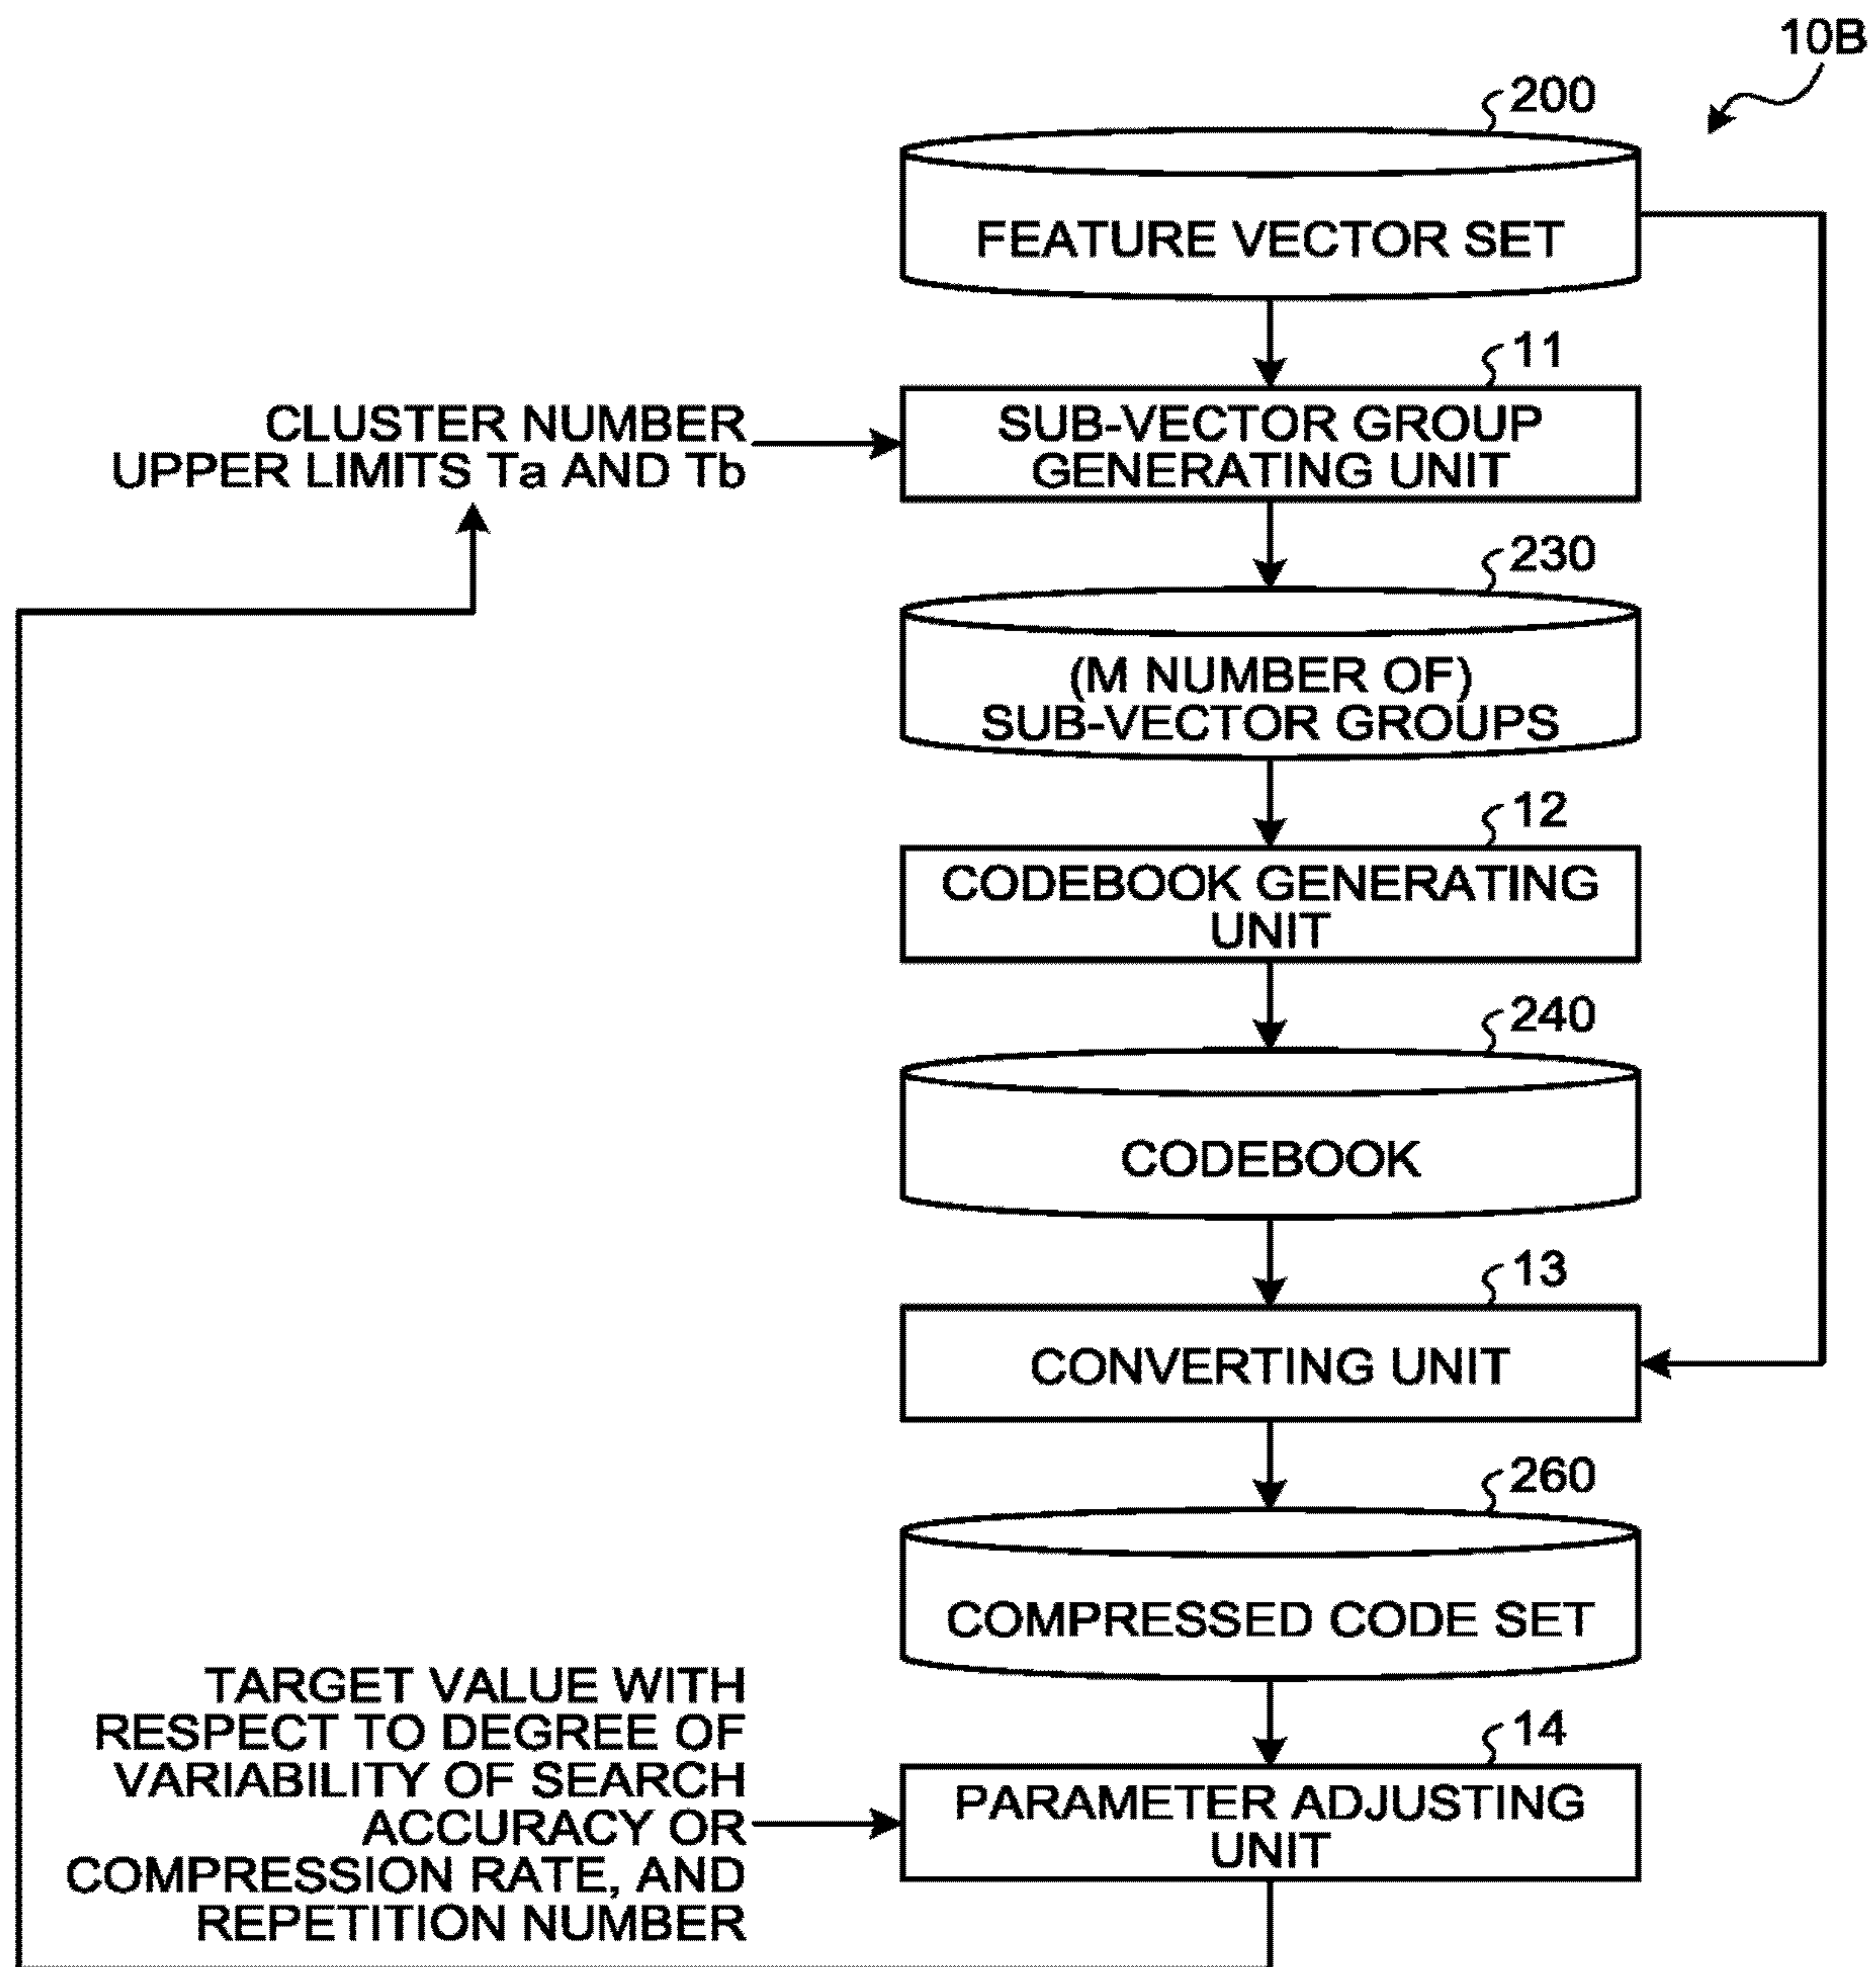 10B
200
FEATURE VECTOR SET
11
CLUSTER NUMBER
UPPER LIMITS Ta AND Tb
SUB-VECTOR GROUP
GENERATING UNIT
230
(M NUMBER OF)
SUB-VECTOR GROUPS
12
CODEBOOK GENERATING
UNIT
240
CODEBOOK
13
CONVERTING UNIT
260
COMPRESSED CODE SET
TARGET VALUE WITH
RESPECT TO DEGREE OF
VARIABILITY OF SEARCH
ACCURACY OR
COMPRESSION RATE, AND
REPETITION NUMBER
14
PARAMETER ADJUSTING
UNIT